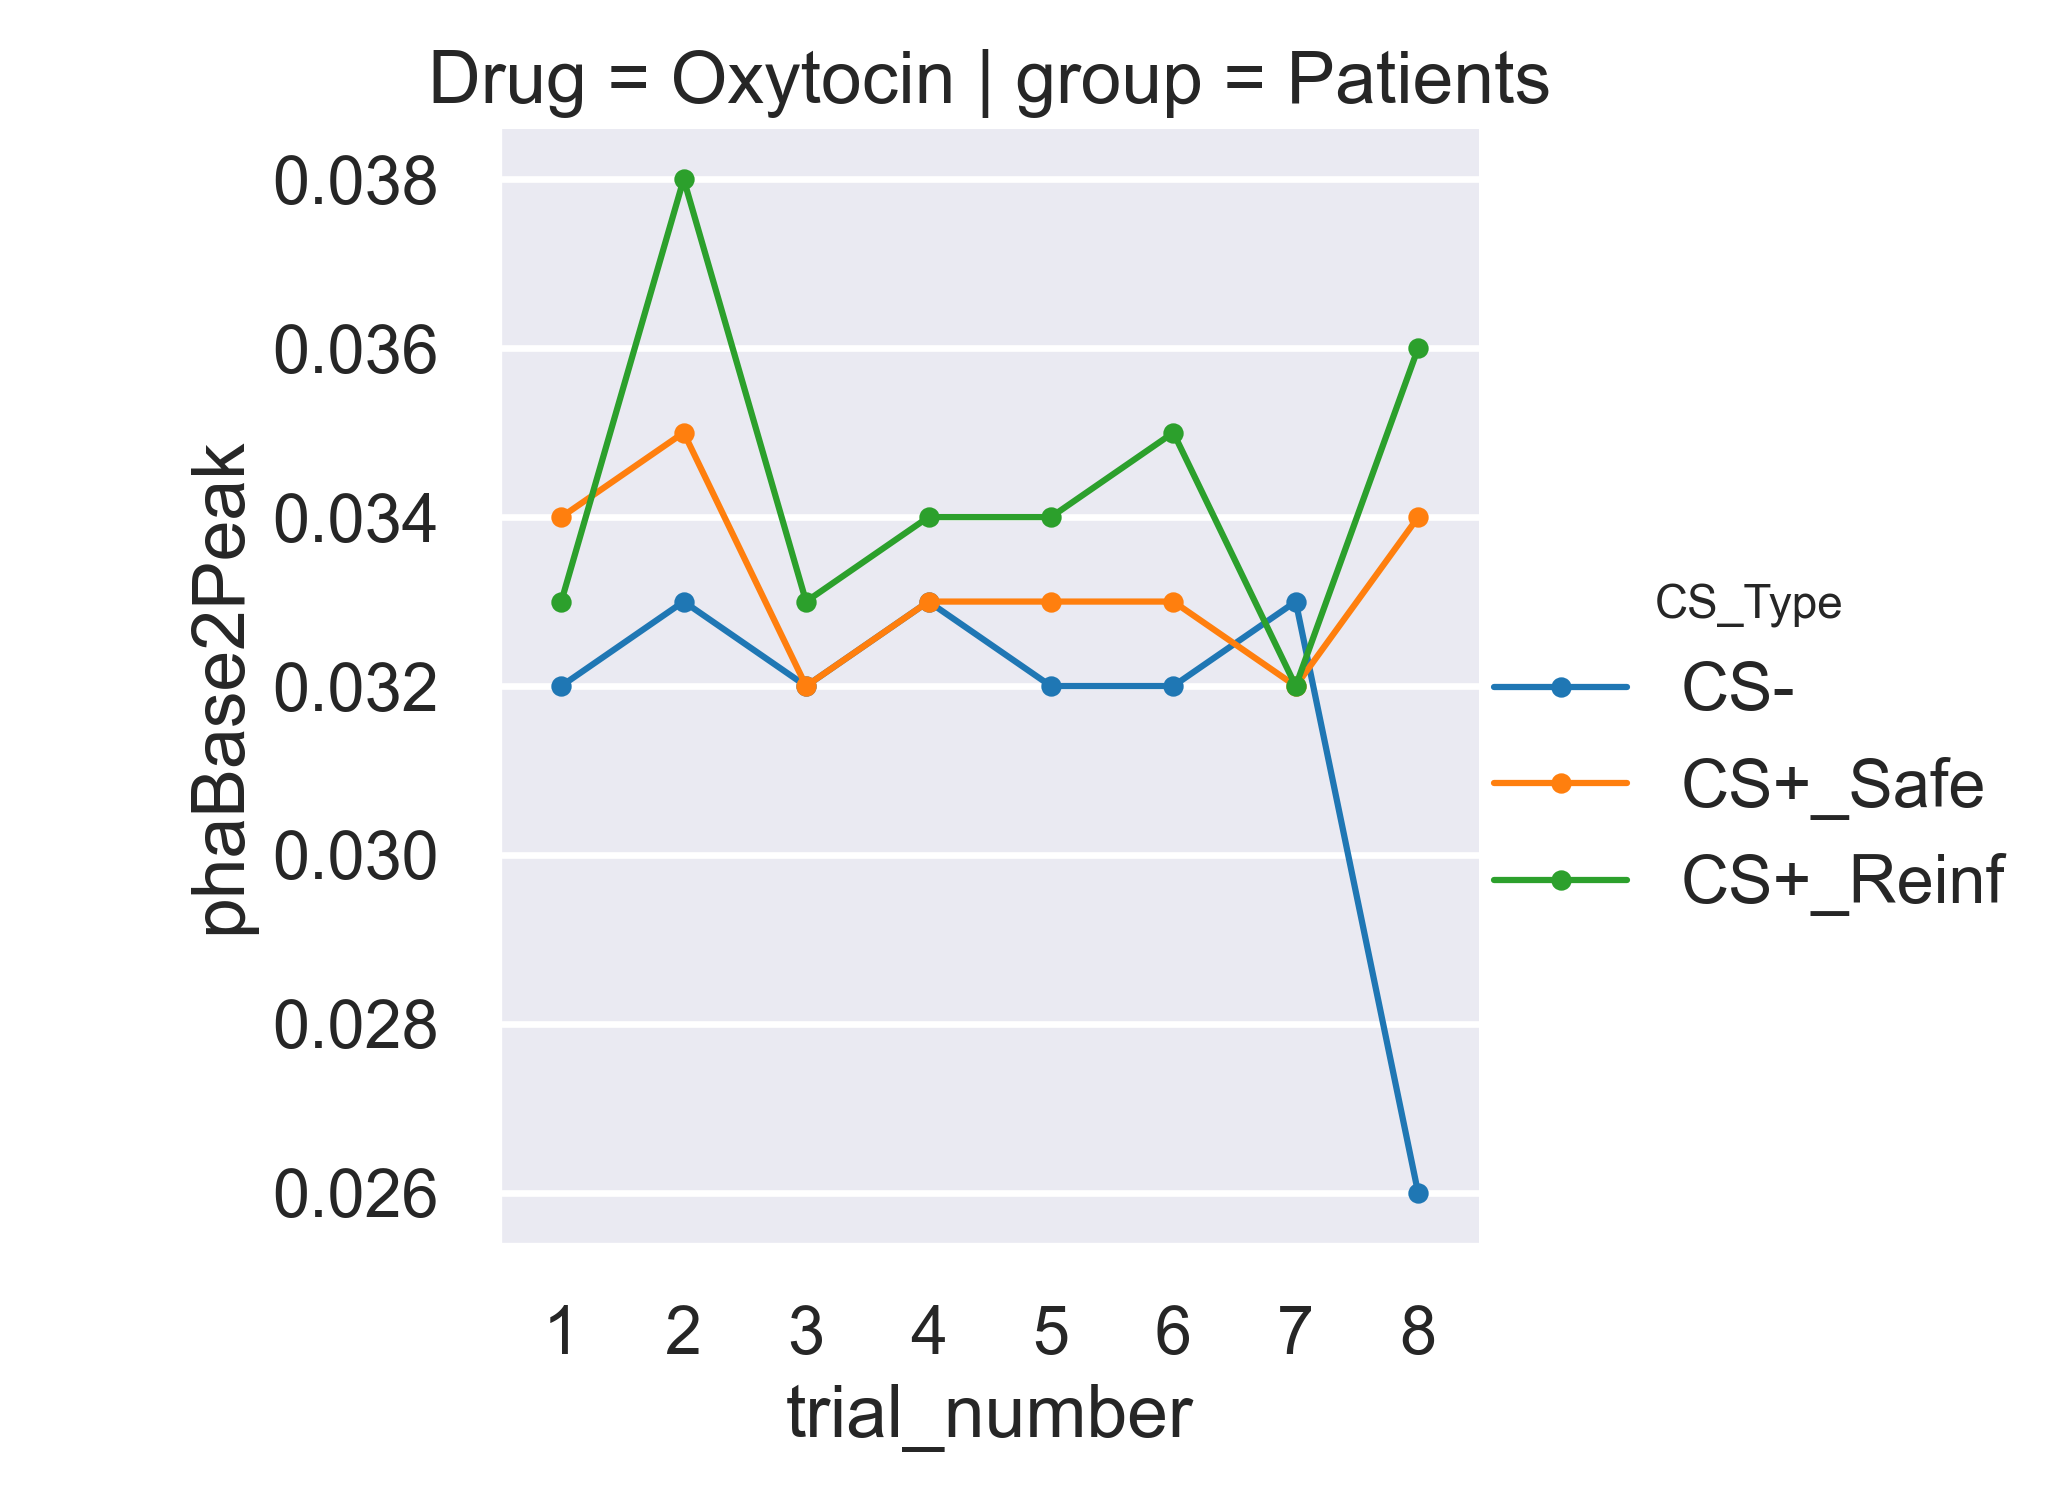 Drug = Oxytocin | group = Patients
0.038
0.036
0.034
0.032
0.030
0.028
0.026
phaBase2Peak
1 2 3 4 5 6 7 8
trial_number
CS_Type
CS-
CS+_Safe
CS+_Reinf